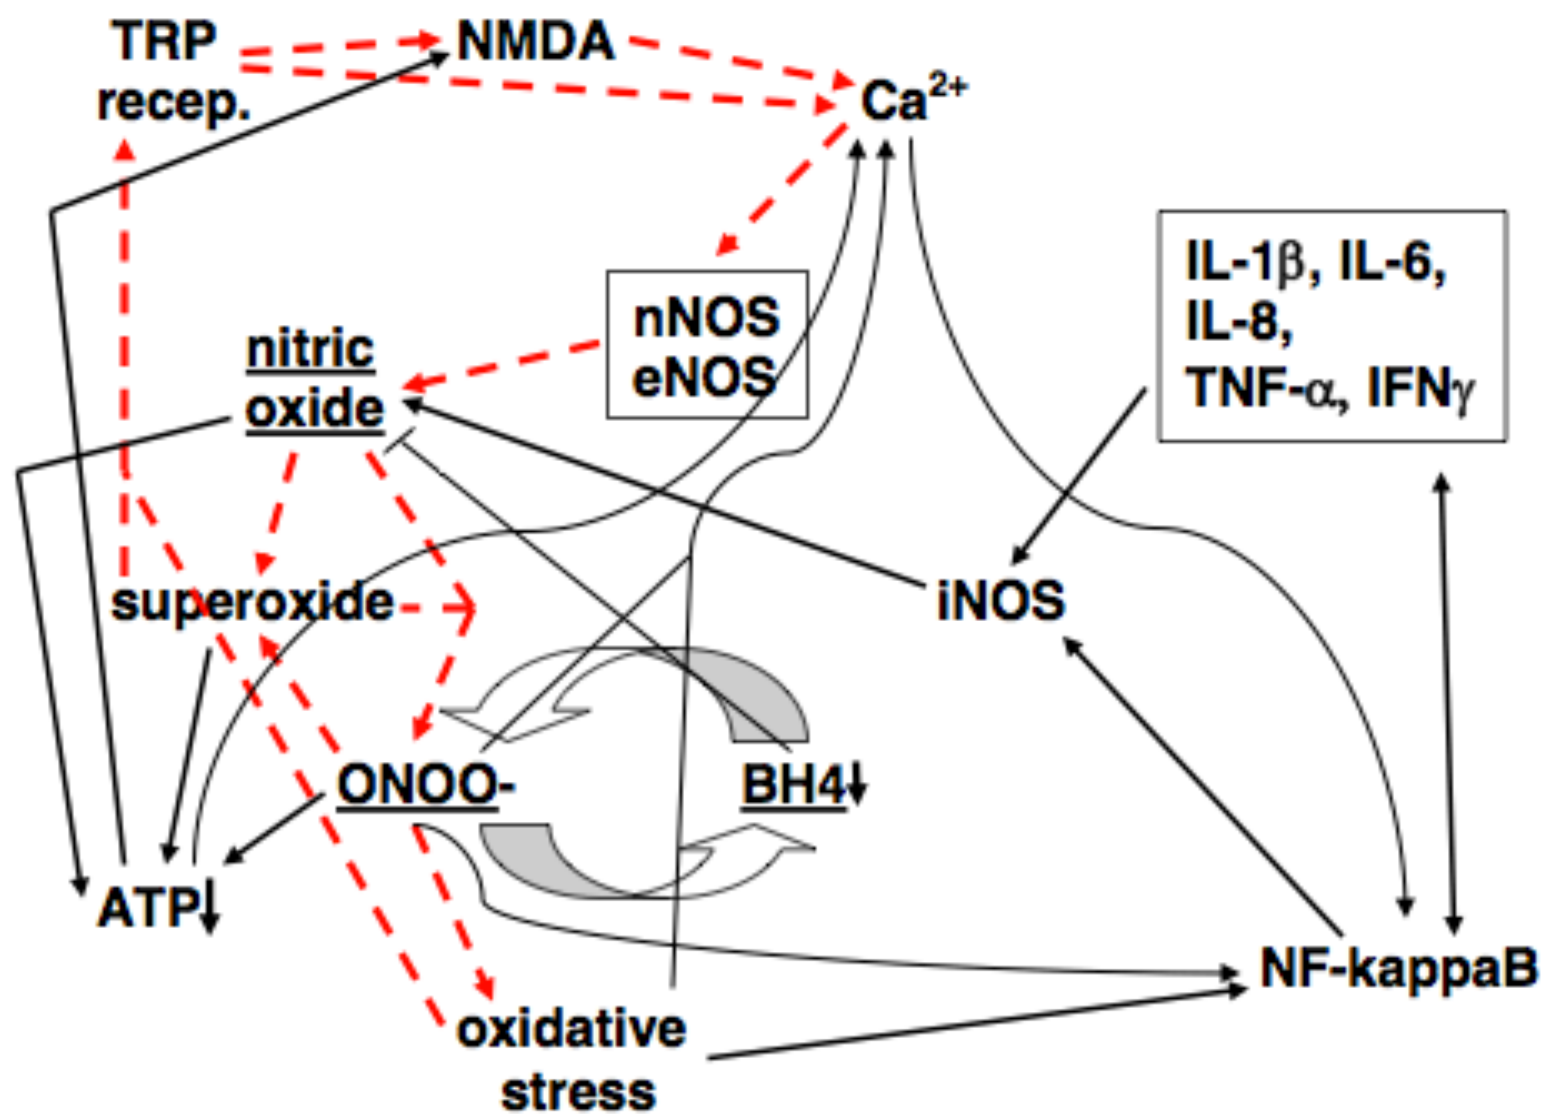 TRP
recep.
NMDA
Ca²⁺
IL-1β, IL-6,
IL-8,
TNF-α, IFNγ
nNOS
eNOS
nitric
oxide
superoxide
iNOS
ONOO-
BH4↓
ATP↓
NF-kappaB
oxidative
stress